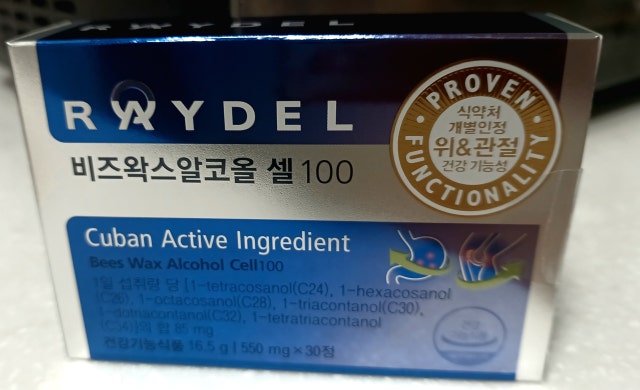 RAYDEL
비즈왁스알코올 셀 100
PROVEN
식약처
개별인정
위&관절
건강 기능성
FUNCTIONALITY
Cuban Active Ingredient
Bees Wax Alcohol Cell100
1일 섭취량 당 [1-tetracosanol(C24), 1-hexacosanol
(C26), 1-octacosanol(C28), 1-triacontanol(C30),
1-dotriacontanol(C32), 1-tetratriacontanol
(C34)]의 합 85 mg
건강기능식품 16.5 g | 550 mg × 30정